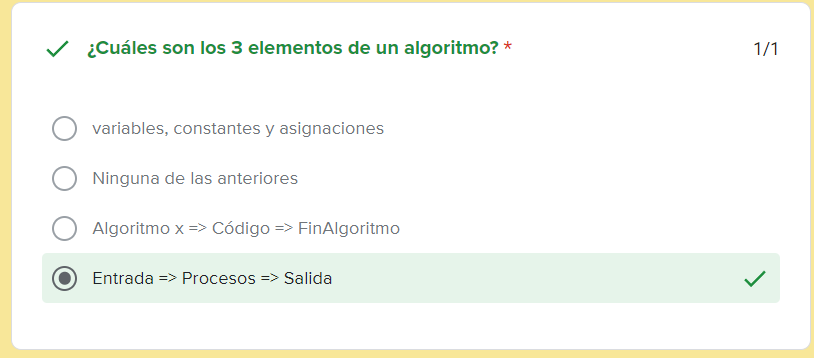 ¿Cuáles son los 3 elementos de un algoritmo? * 1/1
variables, constantes y asignaciones
Ninguna de las anteriores
Algoritmo x => Código => FinAlgoritmo
Entrada => Procesos => Salida